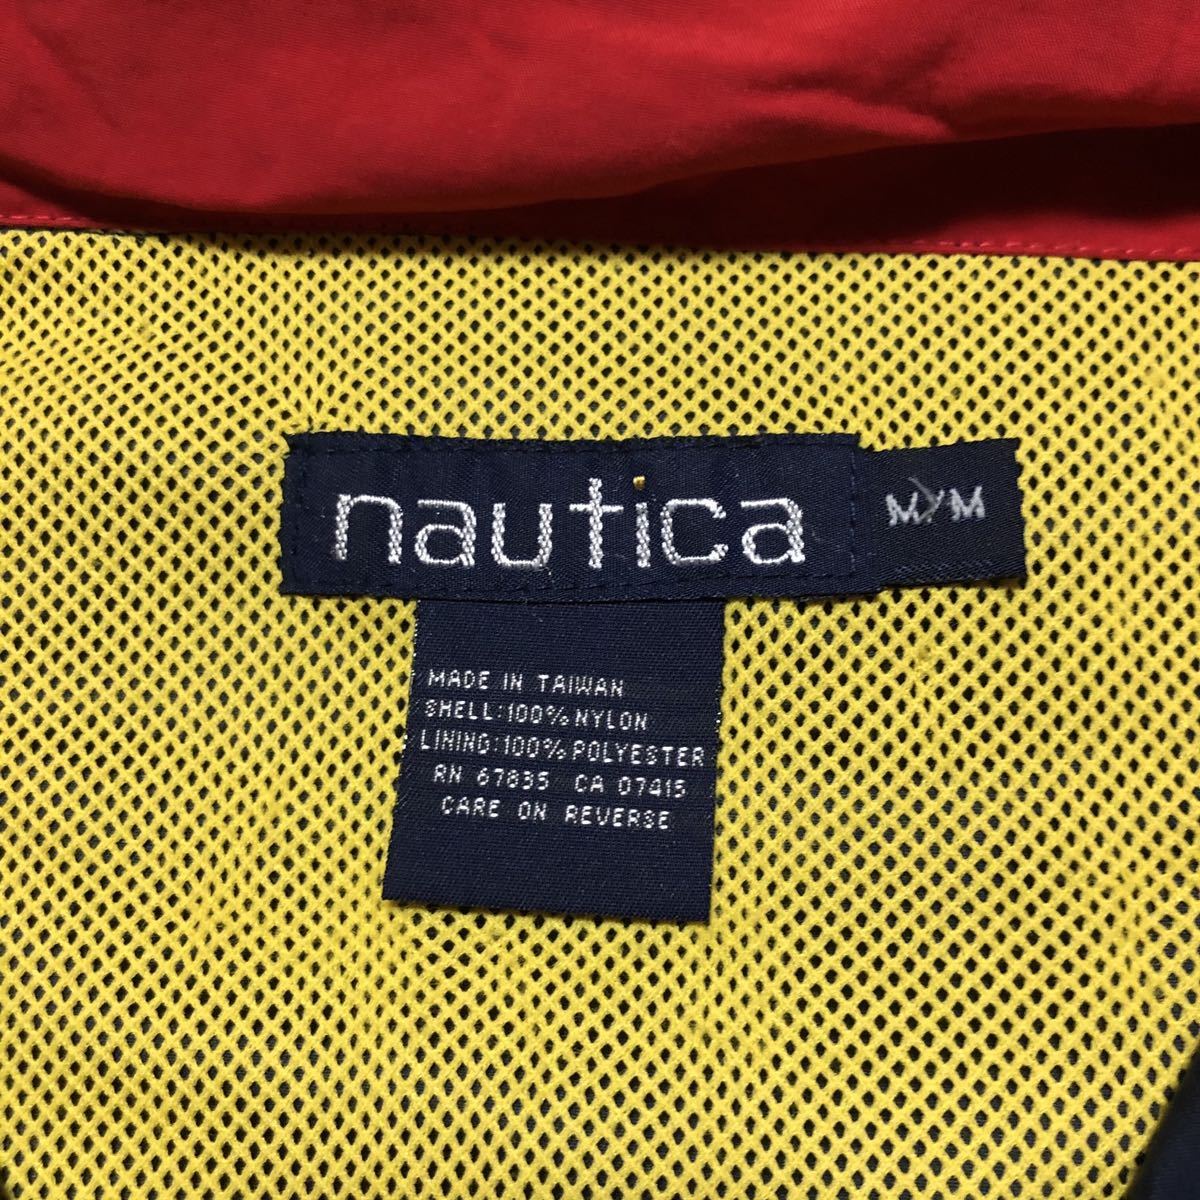 nautica
M/M
MADE IN TAIWAN
SHELL:100% NYLON
LINING:100% POLYESTER
RN 67835 CA 07415
CARE ON REVERSE